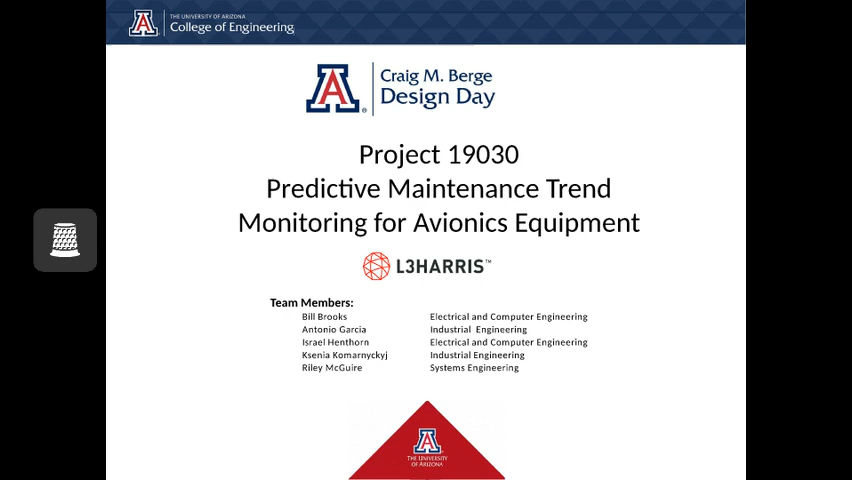 THE UNIVERSITY OF ARIZONA
College of Engineering
Craig M. Berge
Design Day
Project 19030
Predictive Maintenance Trend
Monitoring for Avionics Equipment
L3HARRIS™
Team Members:
Bill Brooks Electrical and Computer Engineering
Antonio Garcia Industrial Engineering
Israel Henthorn Electrical and Computer Engineering
Ksenia Komarnyckyj Industrial Engineering
Riley McGuire Systems Engineering
A
THE UNIVERSITY
OF ARIZONA